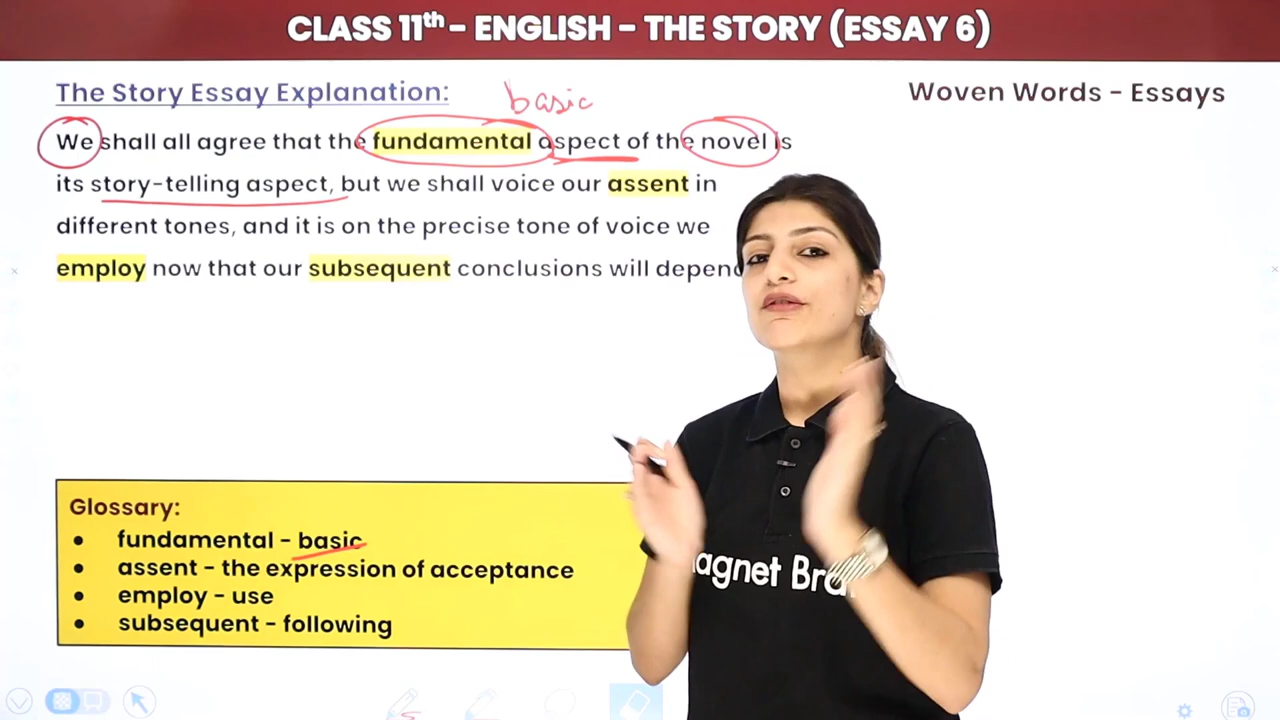 CLASS 11th - ENGLISH - THE STORY (ESSAY 6)
The Story Essay Explanation:
Woven Words - Essays
basic
We shall all agree that the fundamental aspect of the novel is
its story-telling aspect, but we shall voice our assent in
different tones, and it is on the precise tone of voice we
employ now that our subsequent conclusions will depend
Glossary:
• fundamental - basic
• assent - the expression of acceptance
• employ - use
• subsequent - following
agnet Bra